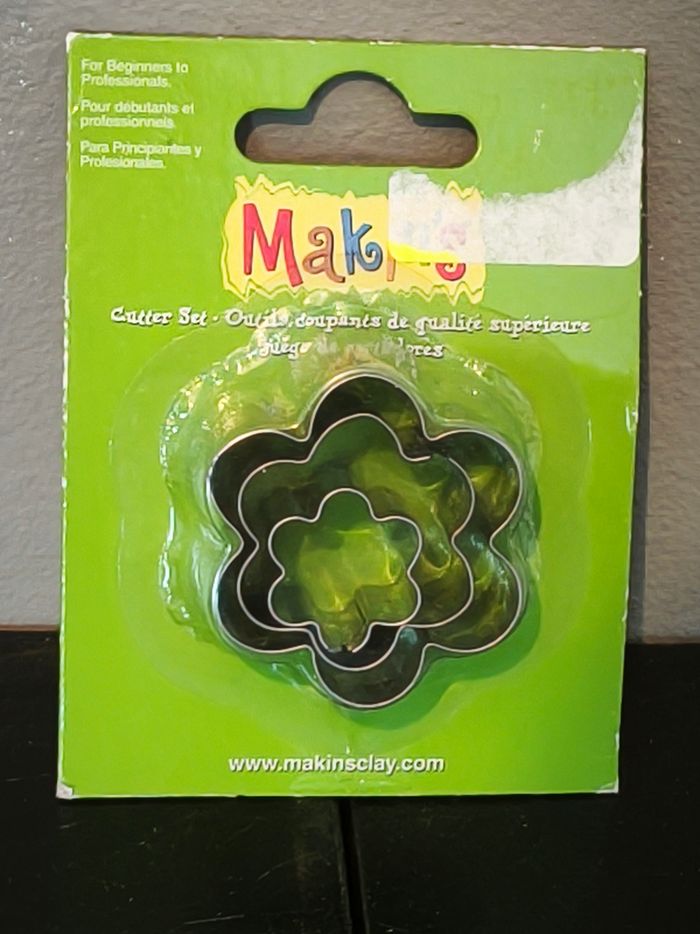 For Beginners to
Professionals.
Pour débutants et
professionnels.
Para Principiantes y
Profesionales.
Makin's
Cutter Set - Outils coupants de qualité supérieure
www.makinsclay.com